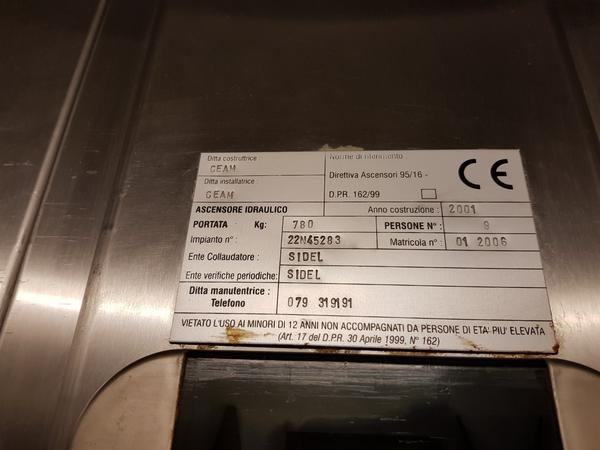 Ditta costruttrice
CEAM
Norme di riferimento
Direttiva Ascensori 95/16 -
CE
Ditta installatrice :
CEAM
D.P.R. 162/99
ASCENSORE IDRAULICO
Anno costruzione : 2001
PORTATA Kg: 780
PERSONE N° : 9
Impianto n° : 22N45283
Matricola n° : 01 2006
Ente Collaudatore : SIDEL
Ente verifiche periodiche: SIDEL
Ditta manutentrice :
Telefono
079 319191
VIETATO L'USO AI MINORI DI 12 ANNI NON ACCOMPAGNATI DA PERSONE DI ETA' PIU' ELEVATA
(Art. 17 del D.P.R. 30 Aprile 1999, N° 162)